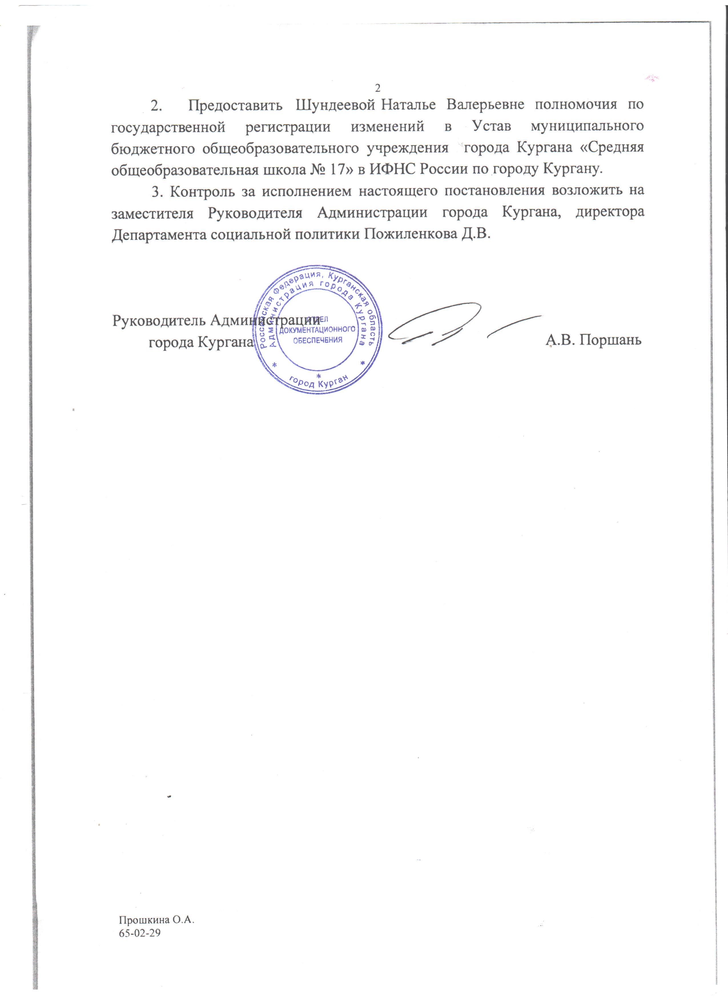 2
2. Предоставить Шундеевой Наталье Валерьевне полномочия по
государственной регистрации изменений в Устав муниципального
бюджетного общеобразовательного учреждения города Кургана «Средняя
общеобразовательная школа № 17» в ИФНС России по городу Кургану.
3. Контроль за исполнением настоящего постановления возложить на
заместителя Руководителя Администрации города Кургана, директора
Департамента социальной политики Пожиленкова Д.В.
Руководитель Администрации
города Кургана
А.В. Поршань
Российская Федерация, Курганская область
Администрация города Кургана
ОТДЕЛ
ДОКУМЕНТАЦИОННОГО
ОБЕСПЕЧЕНИЯ
* * *
город Курган
Прошкина О.А.
65-02-29